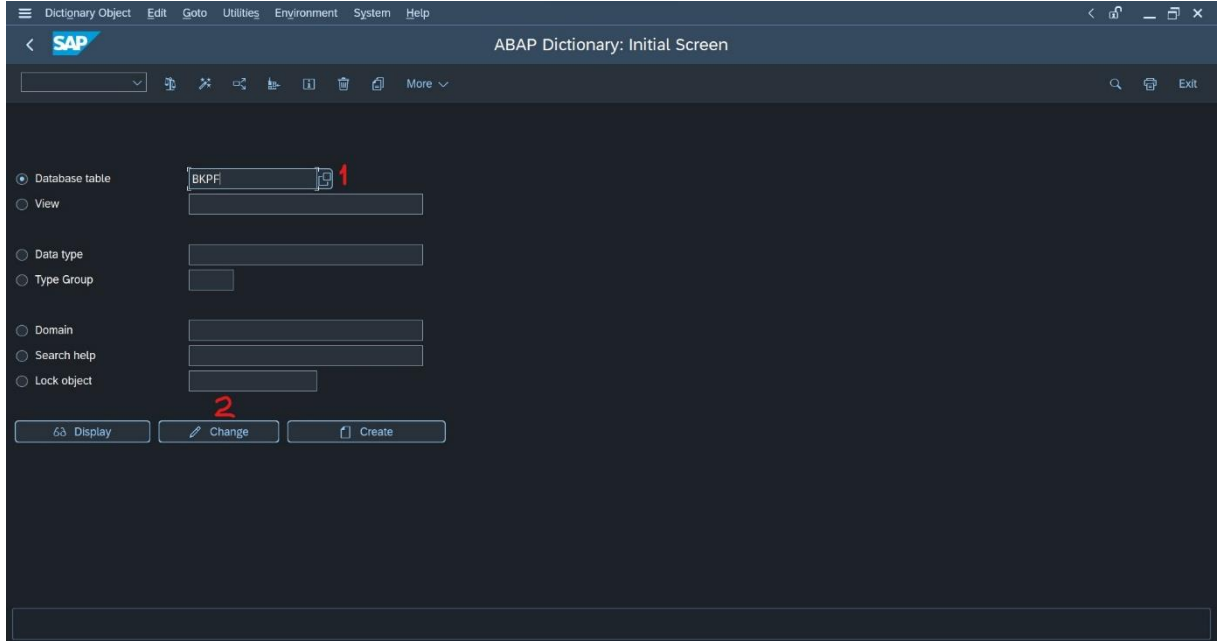 Dictionary Object Edit Goto Utilities Environment System Help
SAP
ABAP Dictionary: Initial Screen
More
Exit
Database table BKPF 1
View
Data type
Type Group
Domain
Search help
Lock object
2
Display Change Create